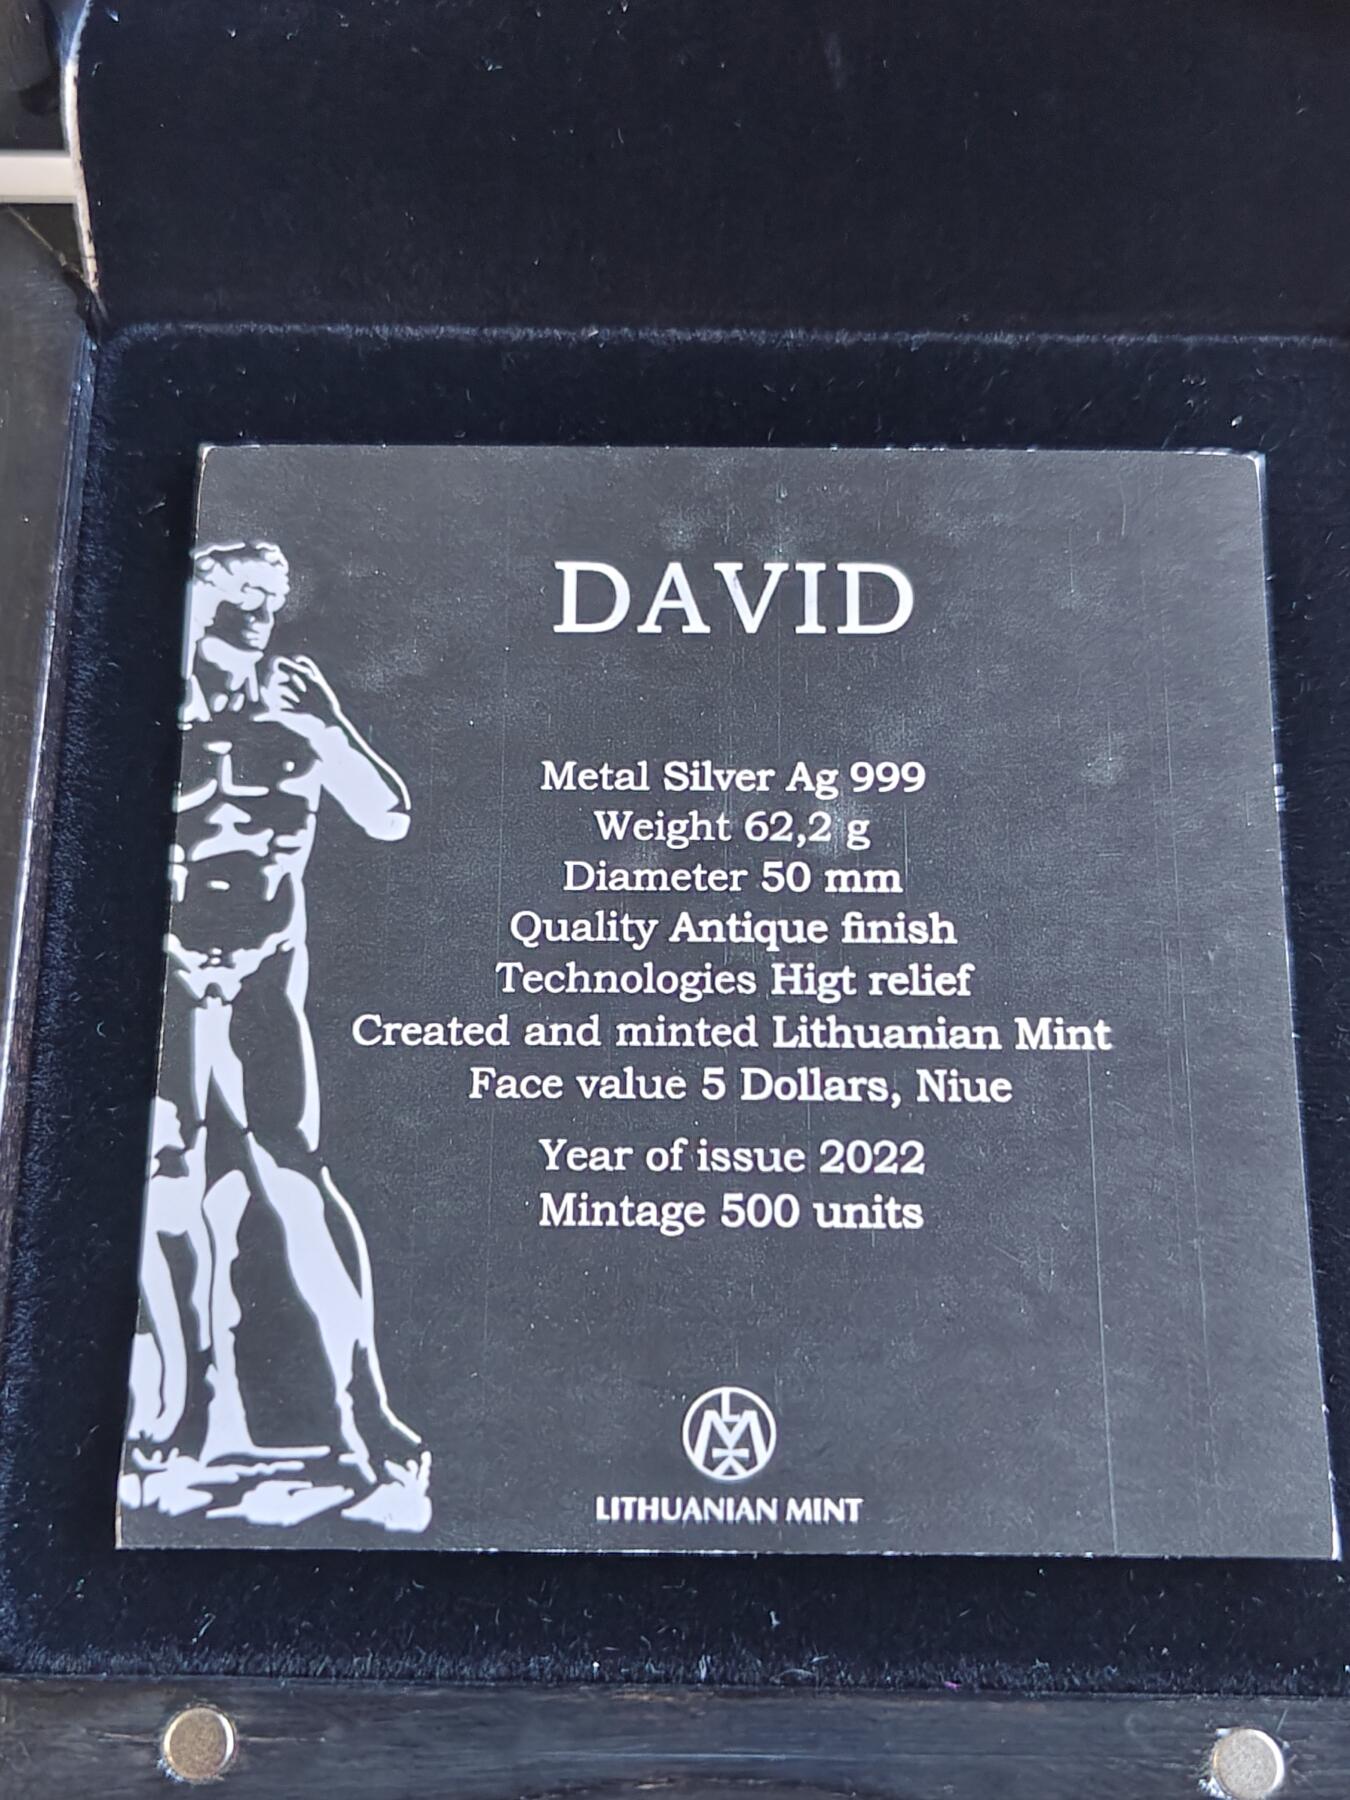 DAVID
Metal Silver Ag 999
Weight 62,2 g
Diameter 50 mm
Quality Antique finish
Technologies Higt relief
Created and minted Lithuanian Mint
Face value 5 Dollars, Niue
Year of issue 2022
Mintage 500 units
LM
LITHUANIAN MINT